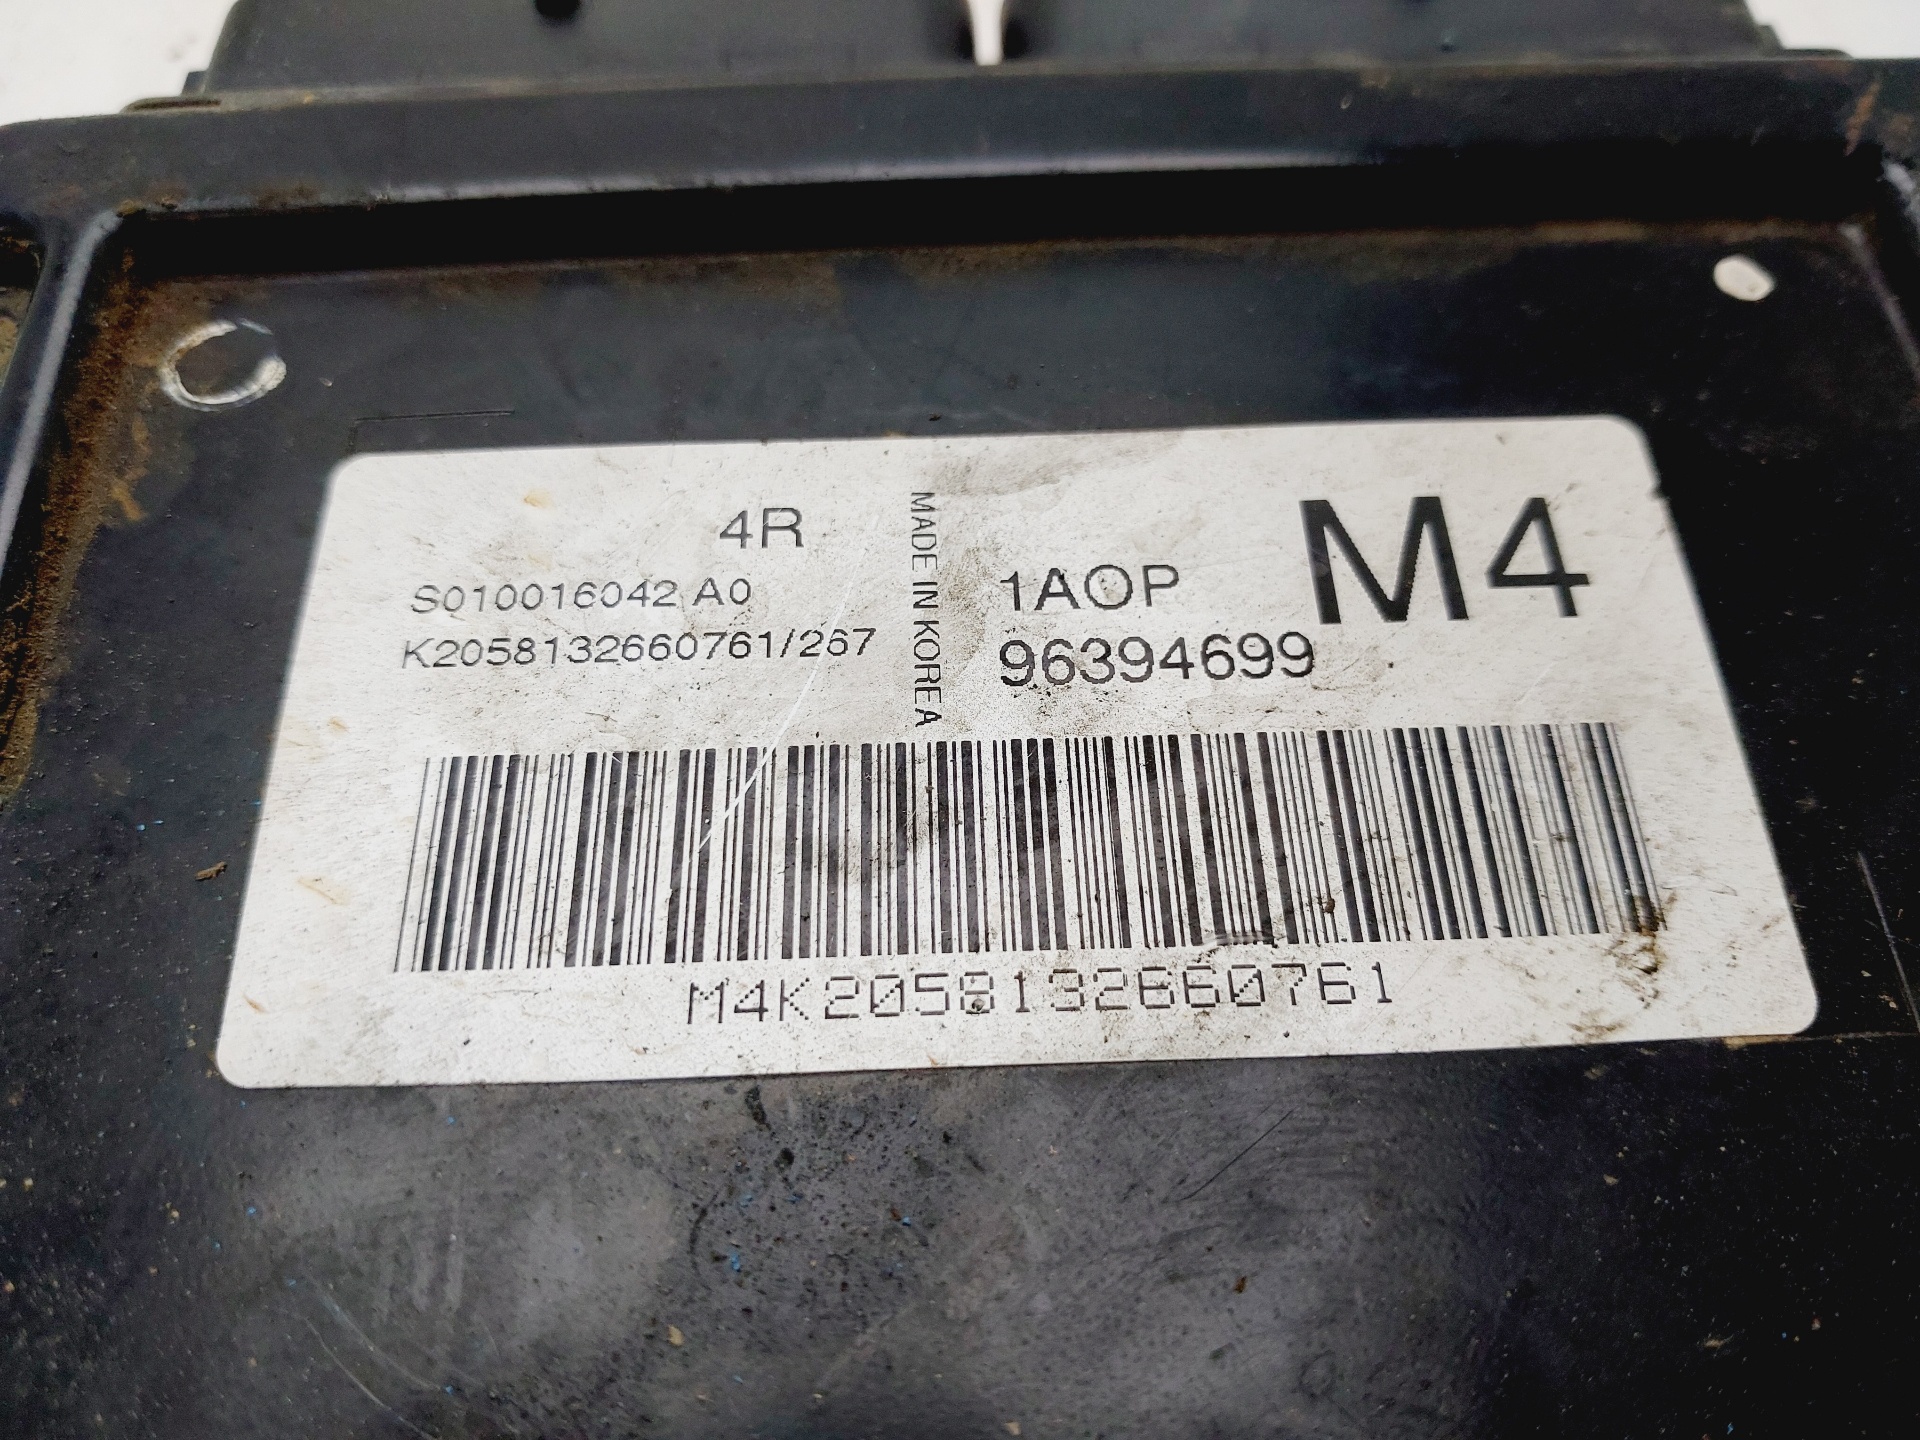 4R
S010016042 A0
K2058132660761/267
MADE IN KOREA
1AOP
96394699
M4
M4K2058132660761